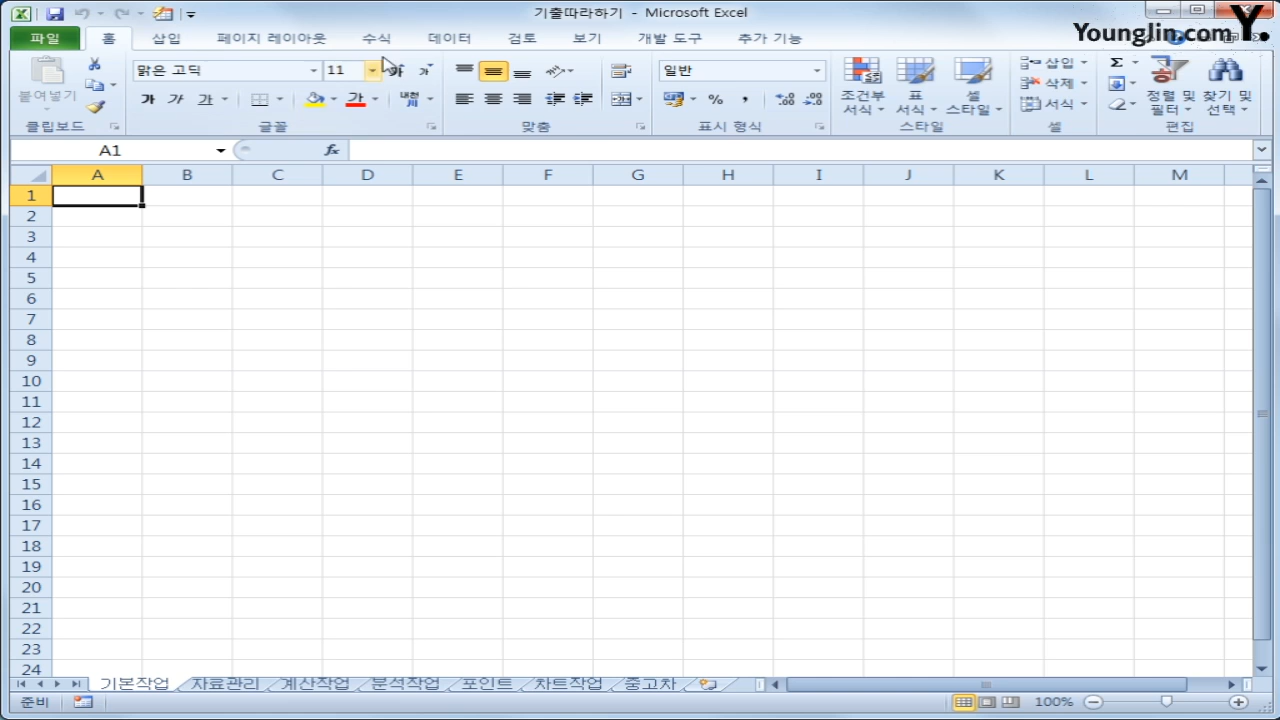 기출따라하기 - Microsoft Excel
Younglin.com Y.
파일 홈 삽입 페이지 레이아웃 수식 데이터 검토 보기 개발 도구 추가 기능
붙여넣기
클립보드
맑은 고딕 11
가 가 가 가 내천
글꼴
맞춤
일반
%
표시 형식
조건부 서식
표 서식
셀 스타일
스타일
삽입
삭제
서식
셀
Σ
정렬 및 필터
찾기 및 선택
편집
A1 fx
A B C D E F G H I J K L M
1
2
3
4
5
6
7
8
9
10
11
12
13
14
15
16
17
18
19
20
21
22
23
24
기본작업 자료관리 계산작업 분석작업 포인트 차트작업 중고차
준비 100%